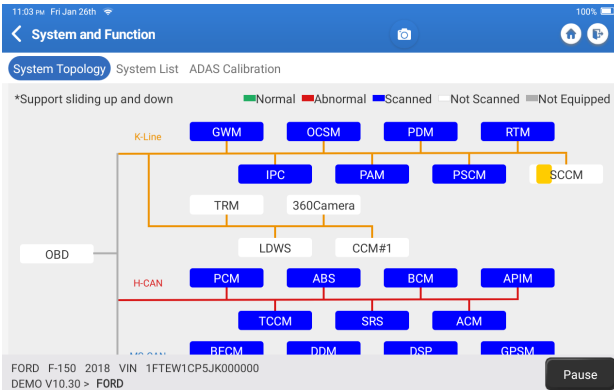 11:03 PM Fri Jan 26th 100%
System and Function
System Topology System List ADAS Calibration
*Support sliding up and down Normal Abnormal Scanned Not Scanned Not Equipped
K-Line GWM OCSM PDM RTM
IPC PAM PSCM SCCM
TRM 360Camera
LDWS CCM#1
OBD
H-CAN PCM ABS BCM APIM
TCCM SRS ACM
MS-CAN BECM DDM DSP GPSM
FORD F-150 2018 VIN 1FTEW1CP5JK000000
DEMO V10.30 > FORD
Pause